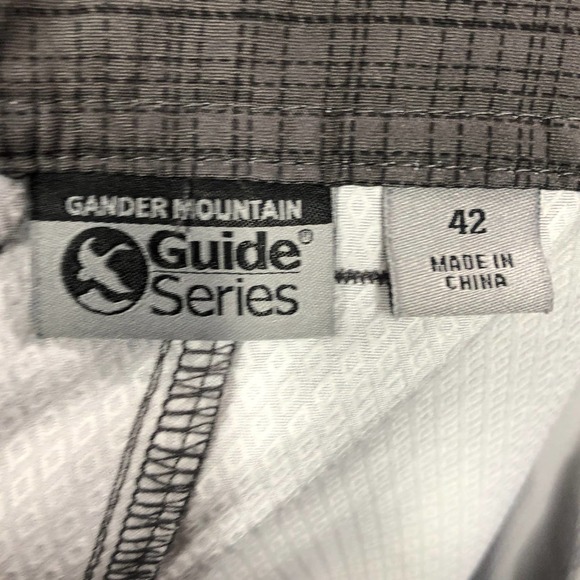 GANDER MOUNTAIN
Guide®
Series
42
MADE IN
CHINA